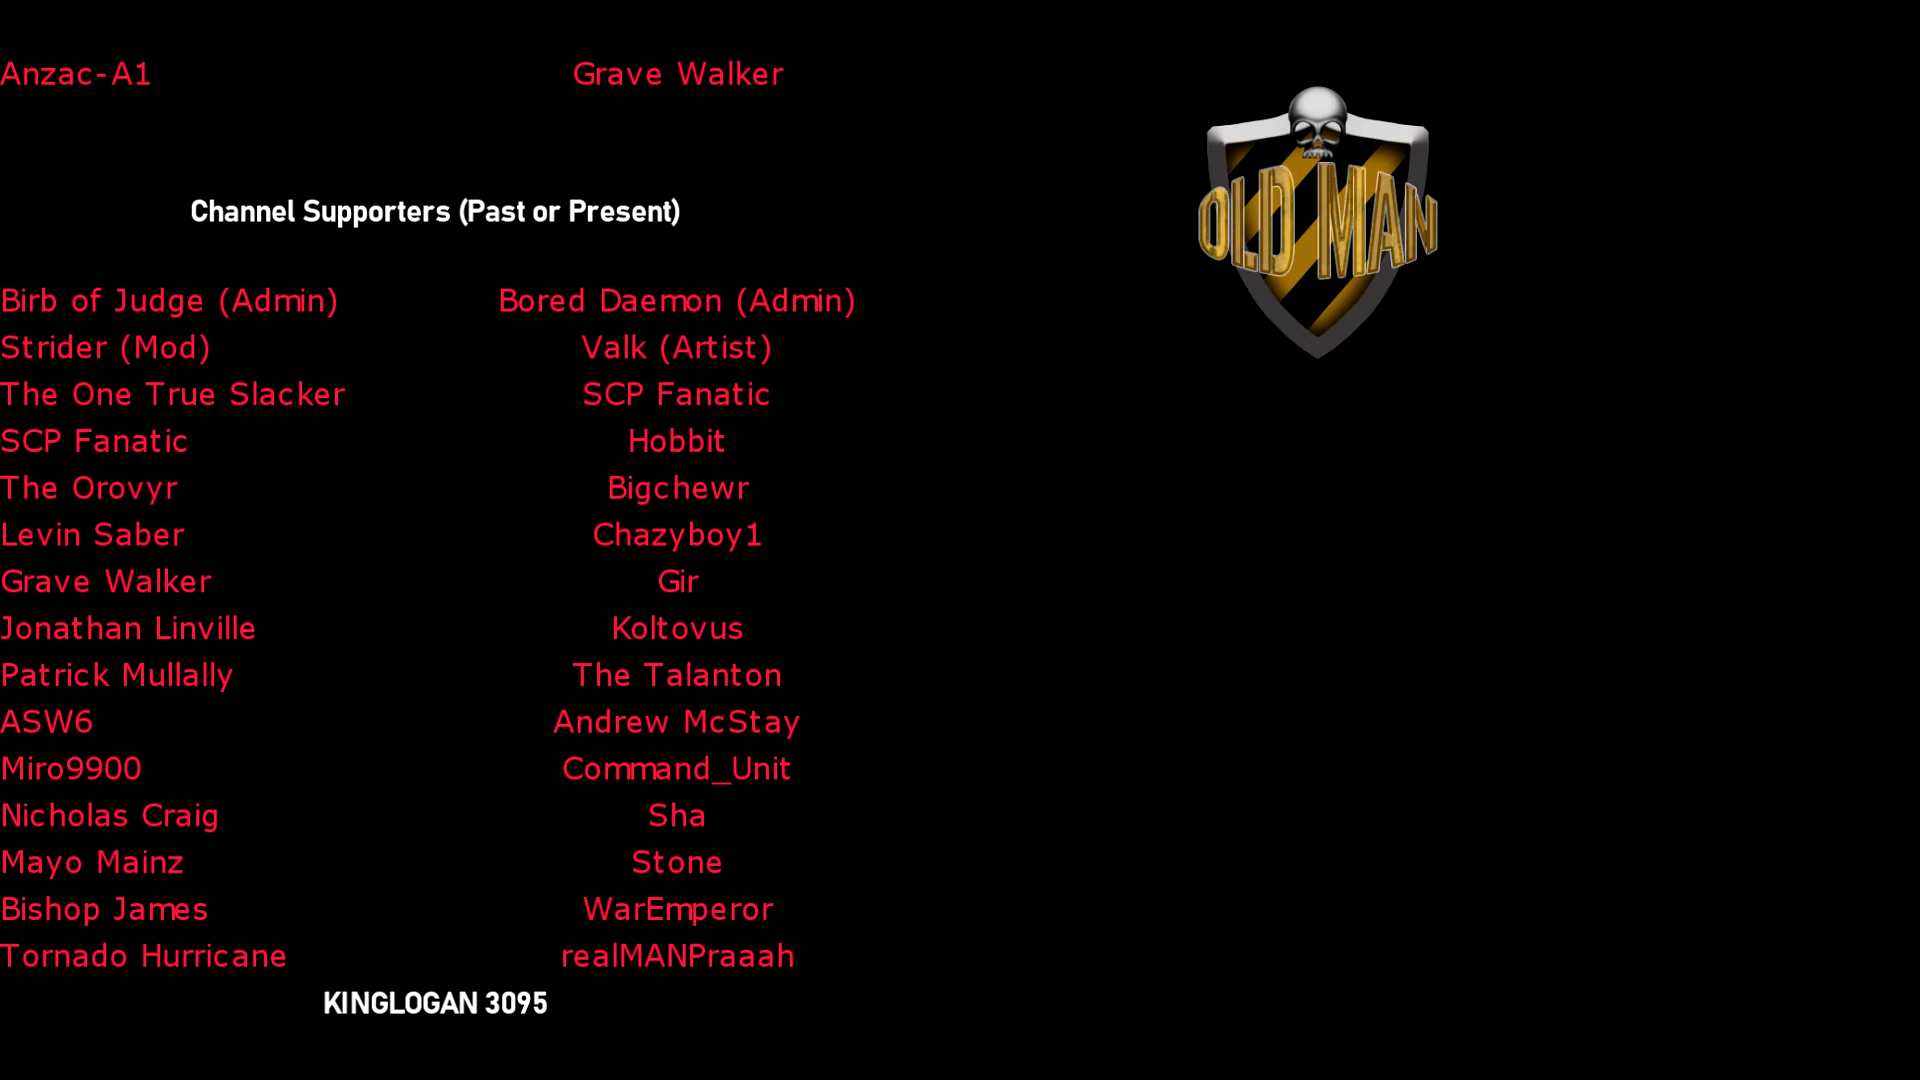 Anzac-A1 Grave Walker
OLD MAN
Channel Supporters (Past or Present)
Birb of Judge (Admin) Bored Daemon (Admin)
Strider (Mod) Valk (Artist)
The One True Slacker SCP Fanatic
SCP Fanatic Hobbit
The Orovyr Bigchewr
Levin Saber Chazyboy1
Grave Walker Gir
Jonathan Linville Koltovus
Patrick Mullally The Talanton
ASW6 Andrew McStay
Miro9900 Command_Unit
Nicholas Craig Sha
Mayo Mainz Stone
Bishop James WarEmperor
Tornado Hurricane realMANPraaah
KINGLOGAN 3095